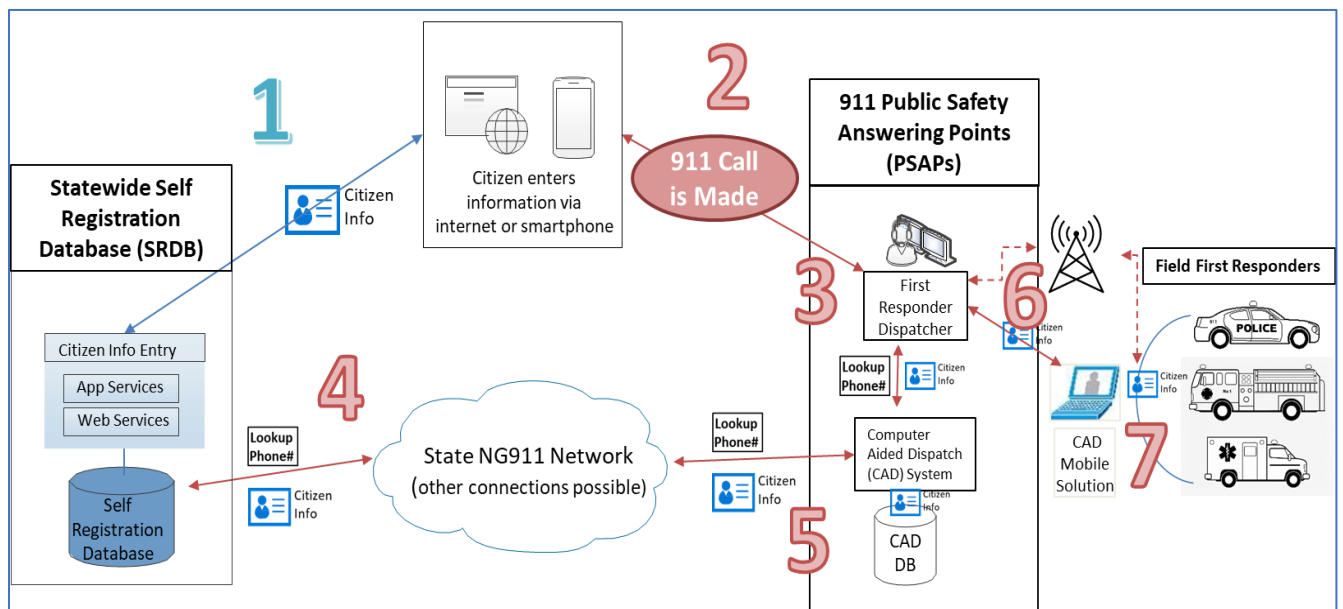 1
Statewide Self
Registration
Database (SRDB)
Citizen Info Entry
App Services
Web Services
Self
Registration
Database
Citizen
Info
Citizen enters
information via
internet or smartphone
2
911 Call
is Made
911 Public Safety
Answering Points
(PSAPs)
3
First
Responder
Dispatcher
Lookup
Phone#
Citizen
Info
4
Lookup
Phone#
Citizen
Info
State NG911 Network
(other connections possible)
Lookup
Phone#
Citizen
Info
5
Computer
Aided Dispatch
(CAD) System
Citizen
Info
CAD
DB
6
Citizen
Info
CAD
Mobile
Solution
7
Citizen
Info
Field First Responders
911
POLICE
No 1